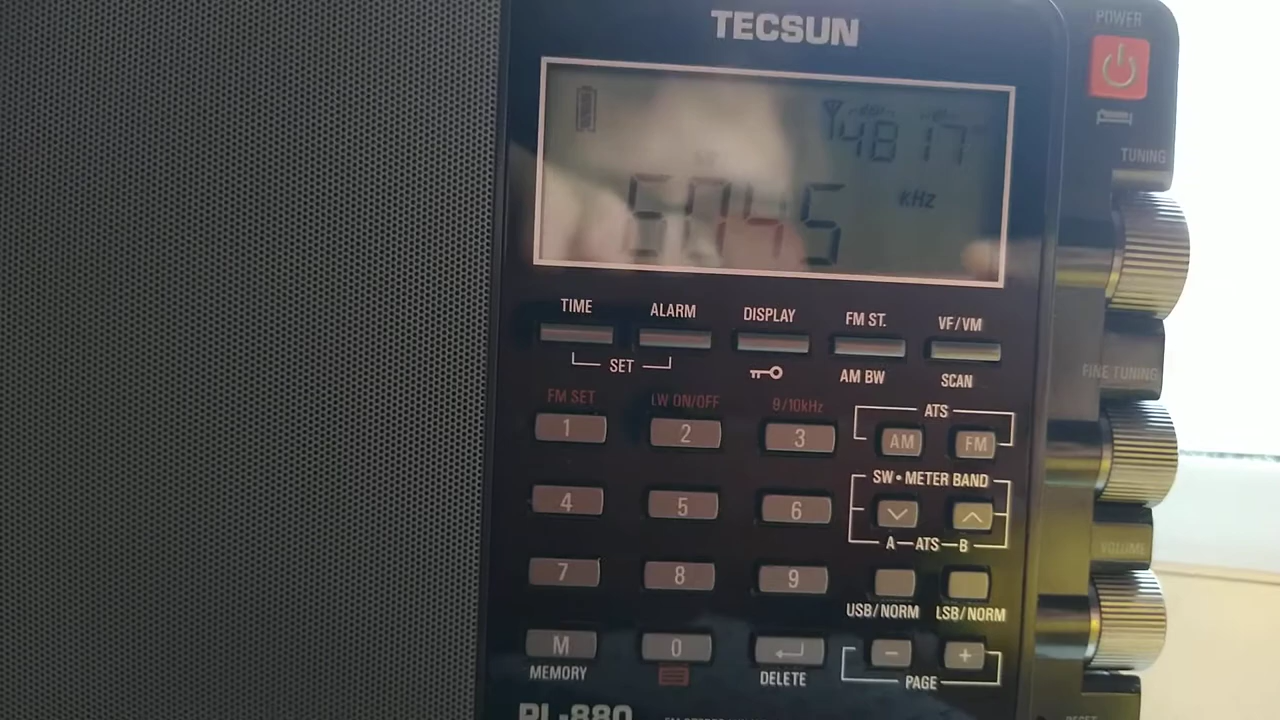 TECSUN
POWER
4817
6045 kHz
TUNING
TIME ALARM DISPLAY FM ST. VF/VM
SET
AM BW SCAN
FINE TUNING
FM SET LW ON/OFF 9/10kHz
ATS
1 2 3 AM FM
SW•METER BAND
4 5 6
A—ATS—B
VOLUME
7 8 9
USB/NORM LSB/NORM
M 0 - +
MEMORY DELETE PAGE
PL-880